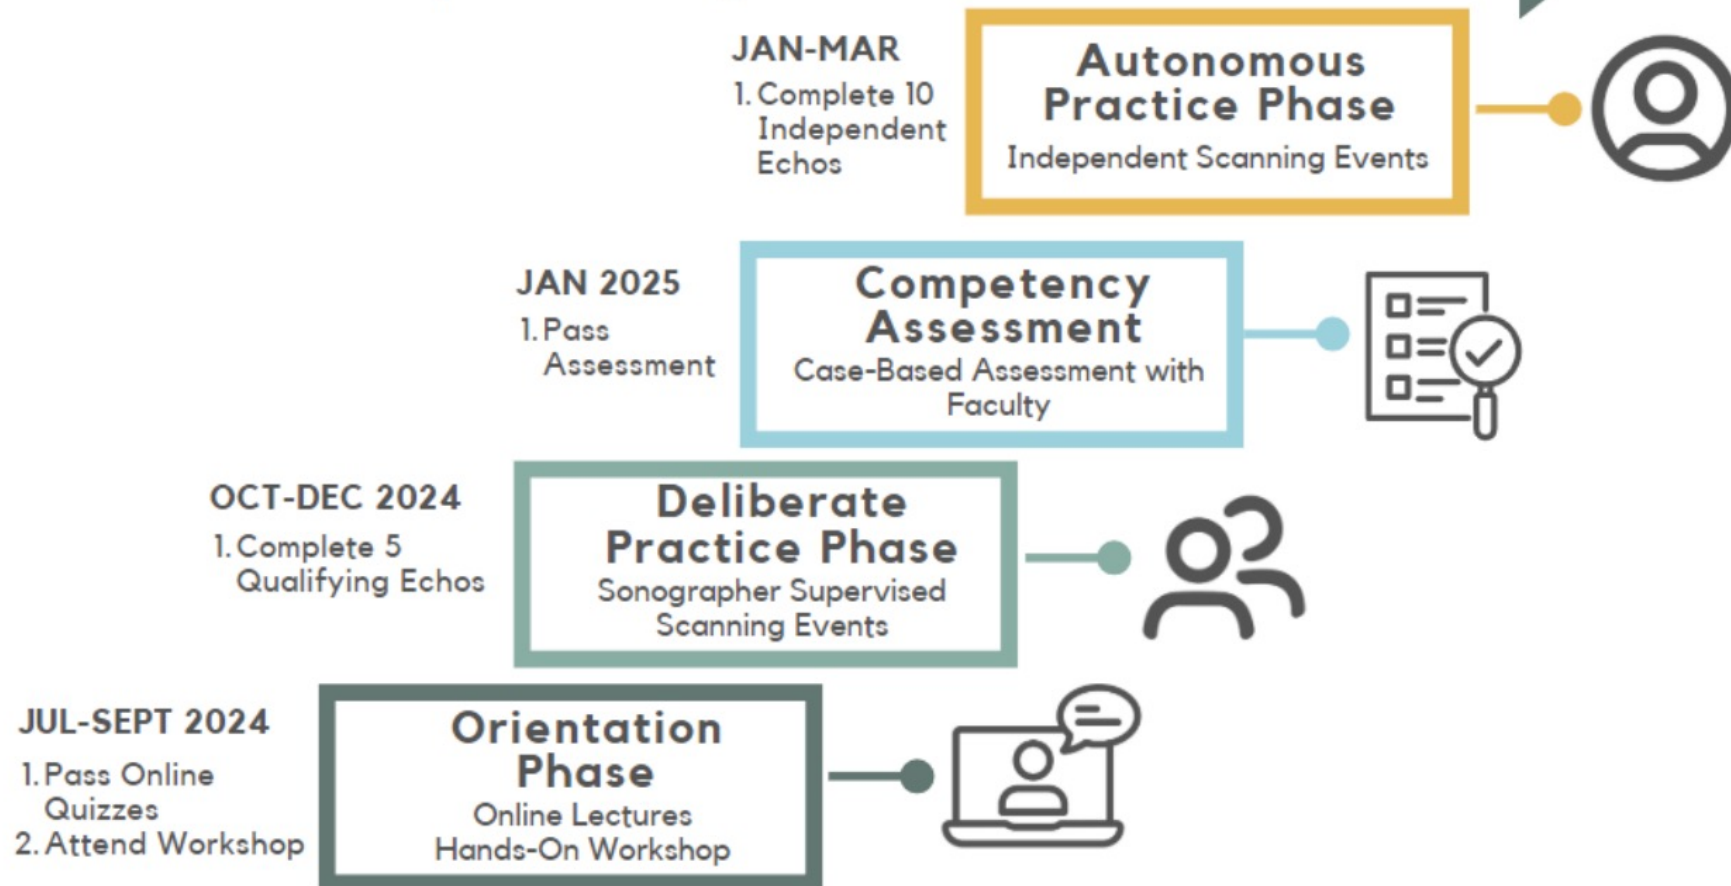 JAN-MAR
1. Complete 10
Independent
Echos
Autonomous
Practice Phase
Independent Scanning Events
JAN 2025
1. Pass
Assessment
Competency
Assessment
Case-Based Assessment with
Faculty
OCT-DEC 2024
1. Complete 5
Qualifying Echos
Deliberate
Practice Phase
Sonographer Supervised
Scanning Events
JUL-SEPT 2024
1. Pass Online
Quizzes
2. Attend Workshop
Orientation
Phase
Online Lectures
Hands-On Workshop